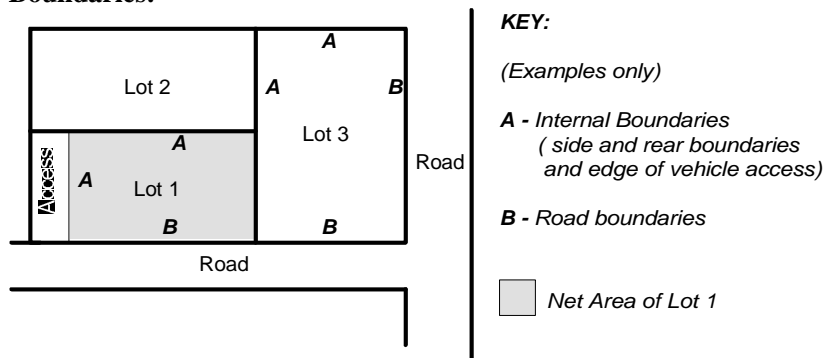 Boundaries:
A
Lot 2
A
B
Lot 3
A
Access
A
Lot 1
B
B
Road
Road
KEY:
(Examples only)
A - Internal Boundaries
( side and rear boundaries
and edge of vehicle access)
B - Road boundaries
Net Area of Lot 1